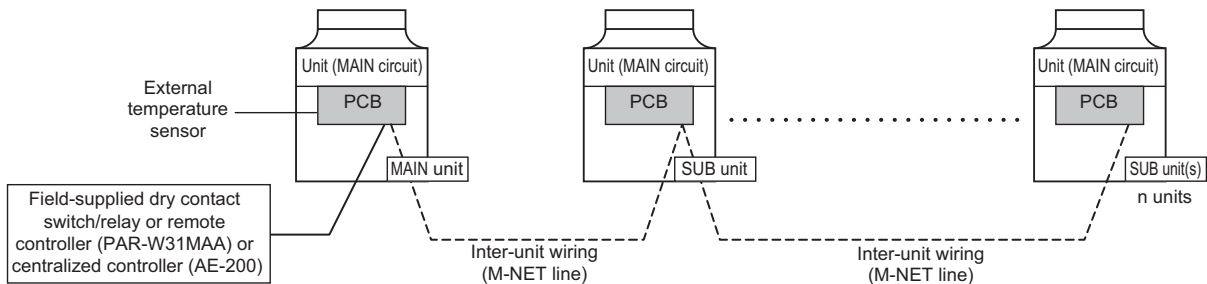 Unit (MAIN circuit)
PCB
External
temperature
sensor
MAIN unit
Field-supplied dry contact
switch/relay or remote
controller (PAR-W31MAA) or
centralized controller (AE-200)
Inter-unit wiring
(M-NET line)
Unit (MAIN circuit)
PCB
SUB unit
Inter-unit wiring
(M-NET line)
Unit (MAIN circuit)
PCB
SUB unit(s)
n units